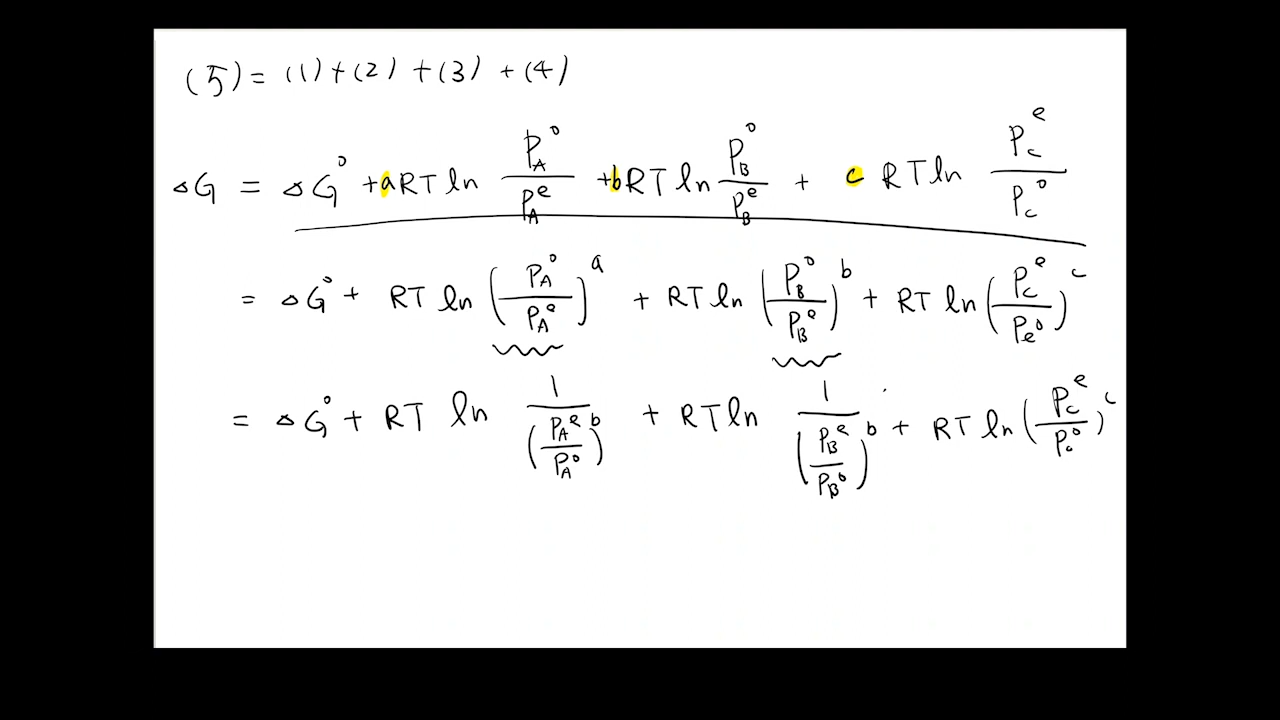 (5) = (1) + (2) + (3) + (4)
ΔG = ΔG° + aRT ln P_A^o / P_A^e + bRT ln P_B^o / P_B^e + c RT ln P_c^e / P_c^o
= ΔG° + RT ln (P_A^o / P_A^e)^a + RT ln (P_B^o / P_B^e)^b + RT ln (P_c^e / P_e^o)^c
= ΔG° + RT ln 1 / (P_A^e / P_A^o)^b + RT ln 1 / (P_B^e / P_B^o)^b + RT ln (P_c^e / P_c^o)^c